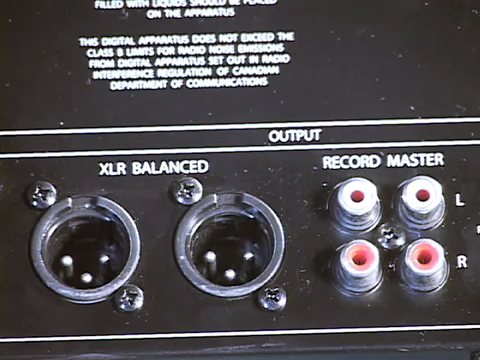 FILLED WITH LIQUIDS SHOULD BE PLACED
ON THE APPARATUS
THIS DIGITAL APPARATUS DOES NOT EXCEED THE
CLASS B LIMITS FOR RADIO NOISE EMISSIONS
FROM DIGITAL APPARATUS SET OUT IN RADIO
INTERFERENCE REGULATION OF CANADIAN
DEPARTMENT OF COMMUNICATIONS
OUTPUT
XLR BALANCED
RECORD MASTER
L
R